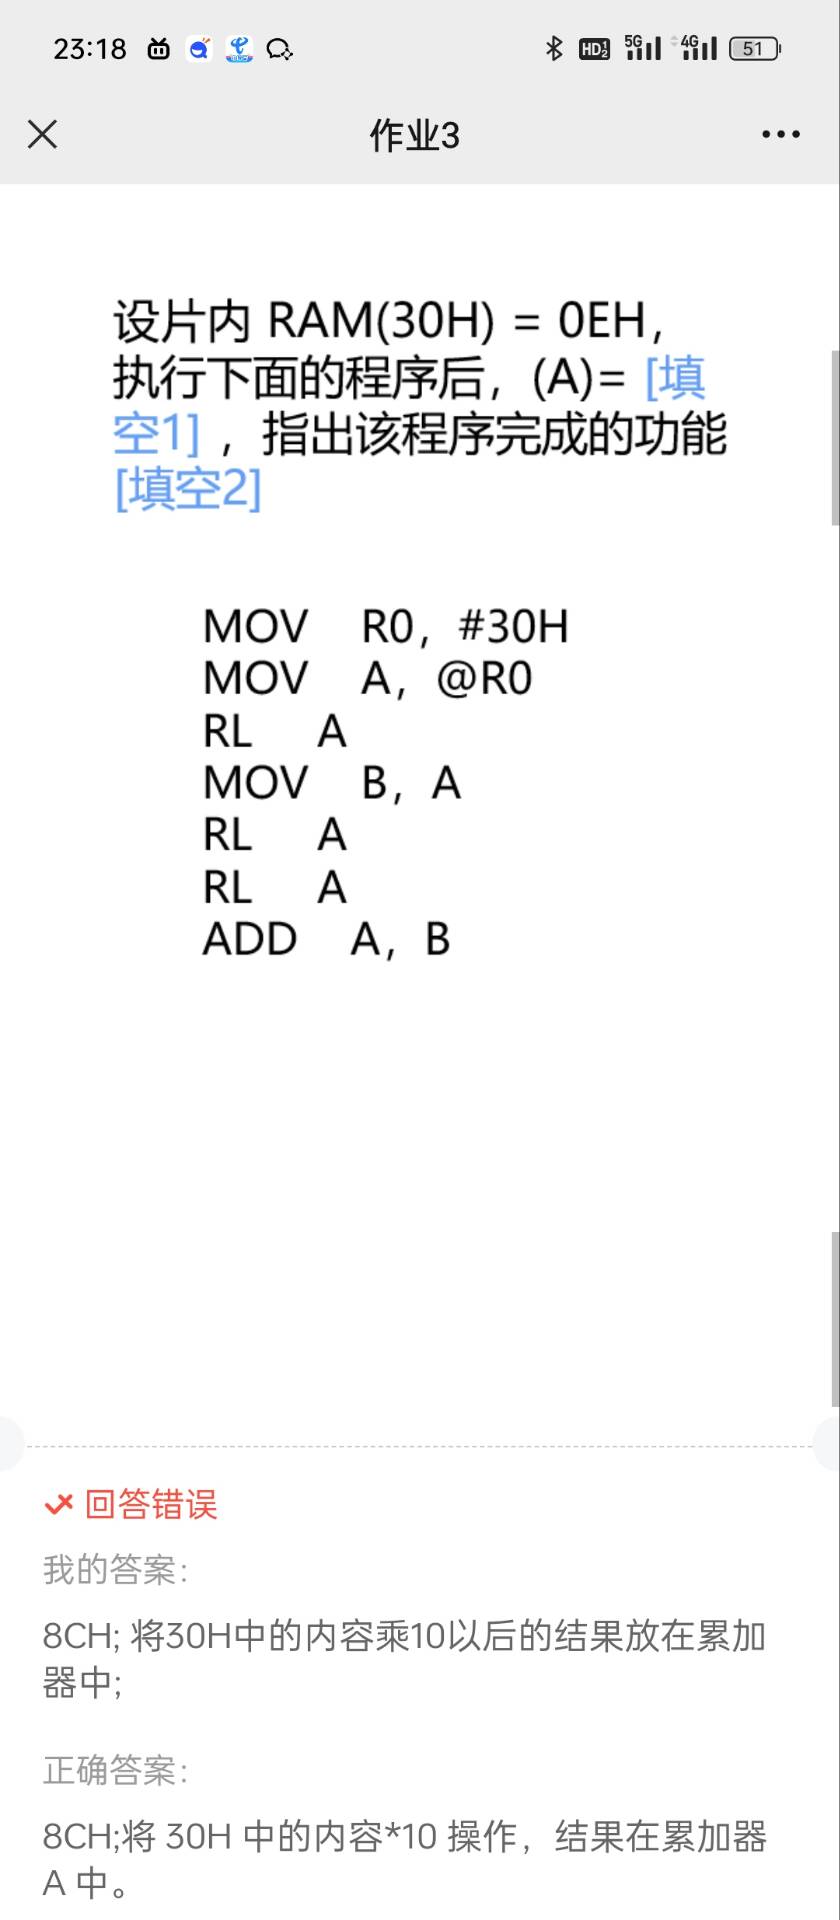 23:18
HD 1 2 5G 4G 51
作业3
设片内 RAM(30H) = 0EH，
执行下面的程序后，(A)= [填
空1] ，指出该程序完成的功能
[填空2]
MOV R0，#30H
MOV A，@R0
RL A
MOV B，A
RL A
RL A
ADD A，B
回答错误
我的答案:
8CH; 将30H中的内容乘10以后的结果放在累加
器中;
正确答案:
8CH;将 30H 中的内容*10 操作，结果在累加器
A 中。